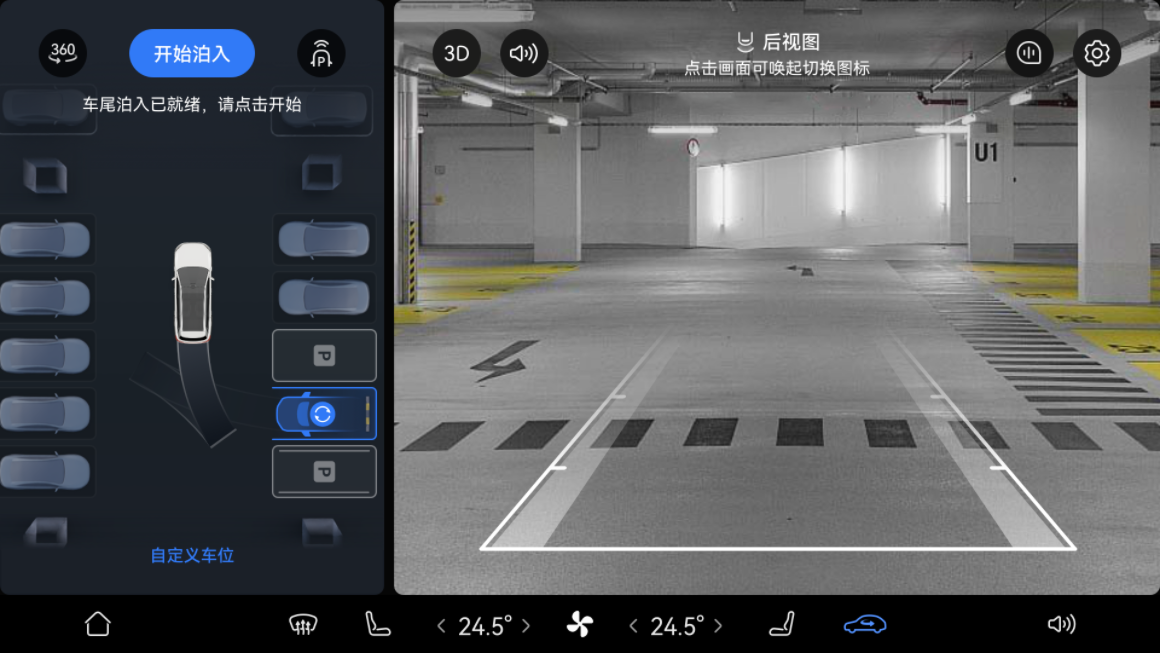 360
开始泊入
P
车尾泊入已就绪，请点击开始
P
P
自定义车位
3D
后视图
点击画面可唤起切换图标
U1
24.5°
24.5°